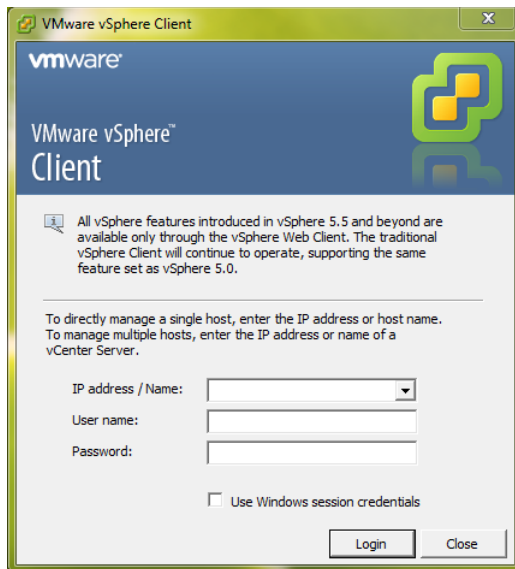 VMware vSphere Client
vmware
VMware vSphere™
Client
All vSphere features introduced in vSphere 5.5 and beyond are
available only through the vSphere Web Client. The traditional
vSphere Client will continue to operate, supporting the same
feature set as vSphere 5.0.
To directly manage a single host, enter the IP address or host name.
To manage multiple hosts, enter the IP address or name of a
vCenter Server.
IP address / Name:
User name:
Password:
Use Windows session credentials
Login Close